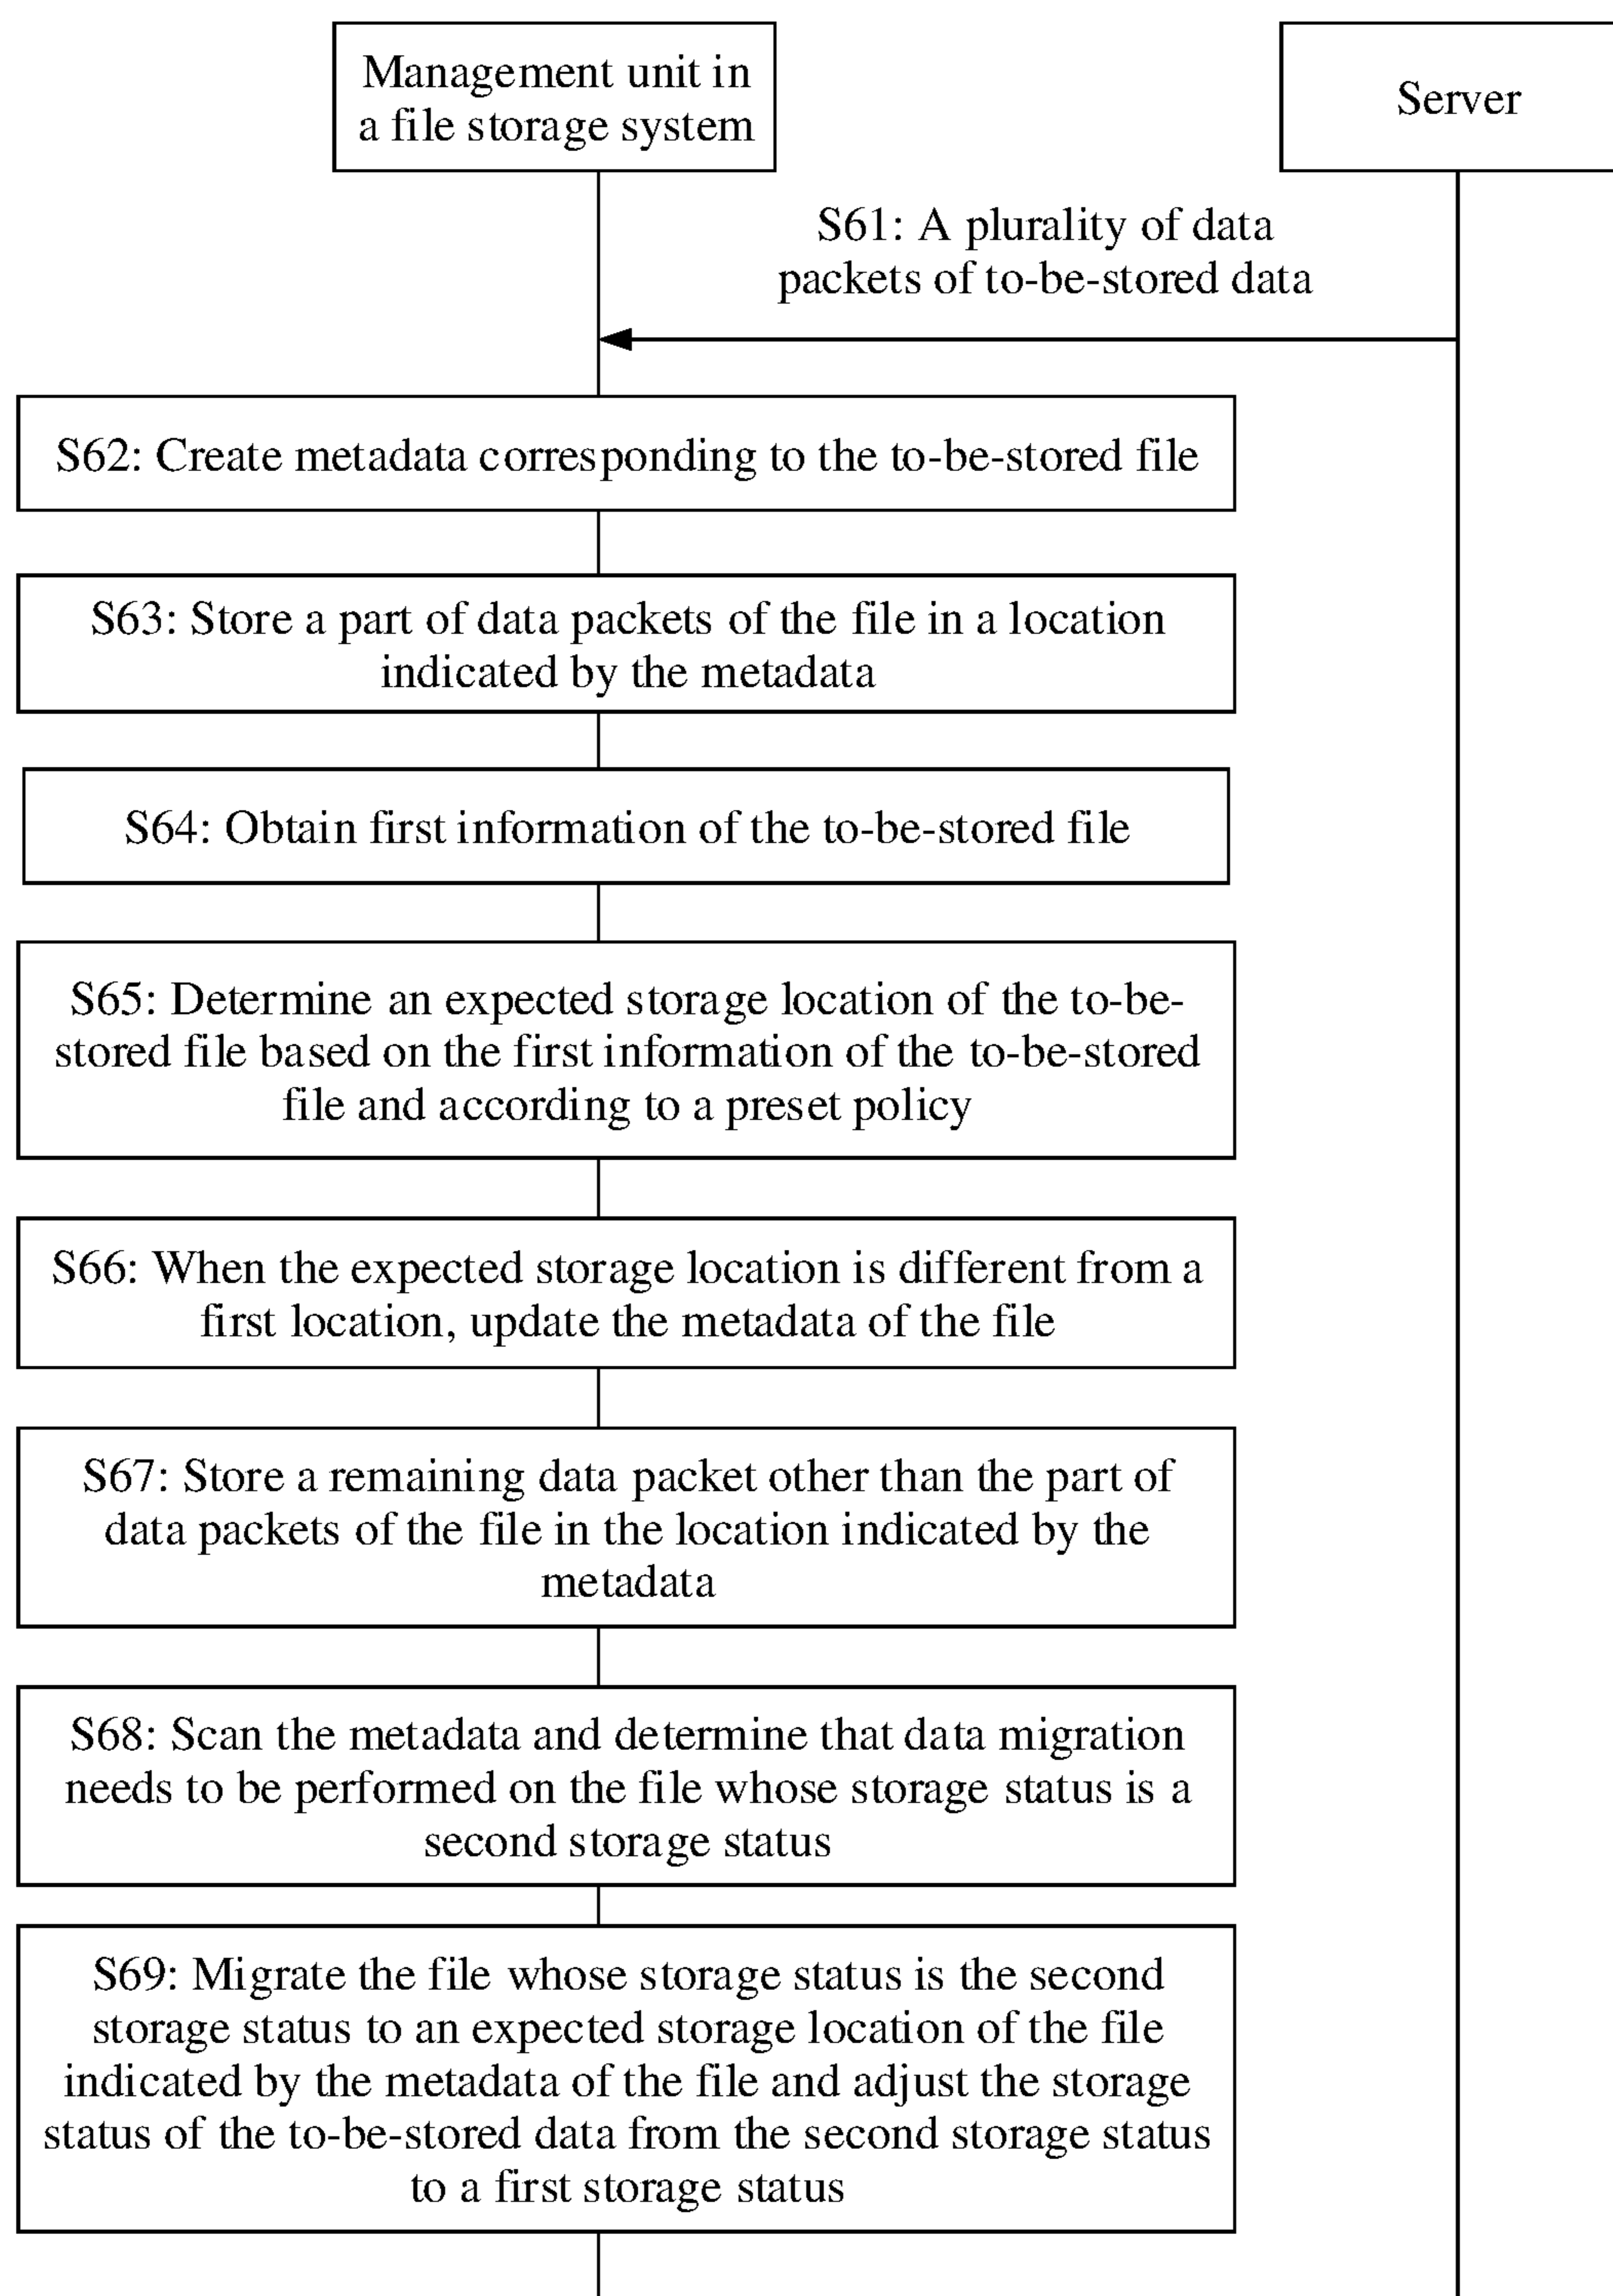 Management unit in
a file storage system
Server
S61: A plurality of data
packets of to-be-stored data
S62: Create metadata corresponding to the to-be-stored file
S63: Store a part of data packets of the file in a location
indicated by the metadata
S64: Obtain first information of the to-be-stored file
S65: Determine an expected storage location of the to-be-
stored file based on the first information of the to-be-stored
file and according to a preset policy
S66: When the expected storage location is different from a
first location, update the metadata of the file
S67: Store a remaining data packet other than the part of
data packets of the file in the location indicated by the
metadata
S68: Scan the metadata and determine that data migration
needs to be performed on the file whose storage status is a
second storage status
S69: Migrate the file whose storage status is the second
storage status to an expected storage location of the file
indicated by the metadata of the file and adjust the storage
status of the to-be-stored data from the second storage status
to a first storage status